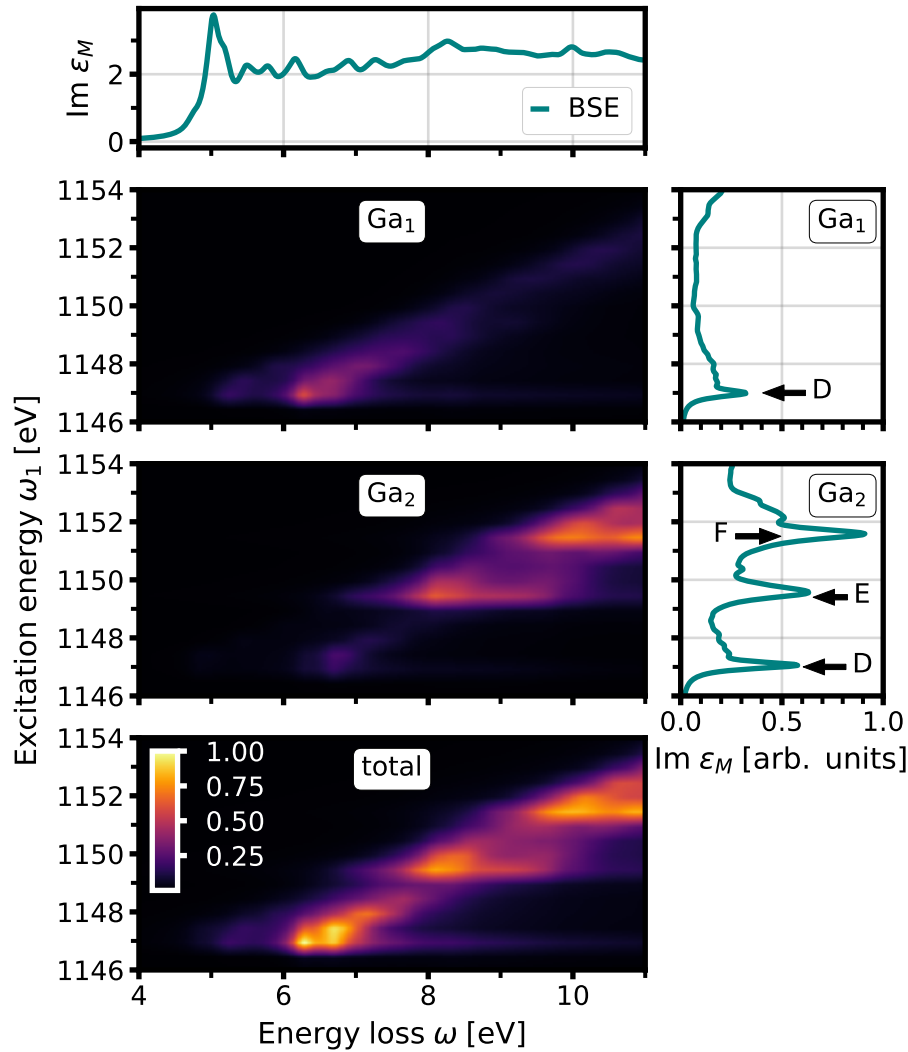 Im ε_M
2
0
BSE
Excitation energy ω₁ [eV]
1154
1152
1150
1148
1146
Ga₁
Ga₁
D
1154
1152
1150
1148
1146
Ga₂
Ga₂
F
E
D
0.0 0.5 1.0
Im ε_M [arb. units]
1154
1152
1150
1148
1146
total
1.00
0.75
0.50
0.25
4 6 8 10
Energy loss ω [eV]